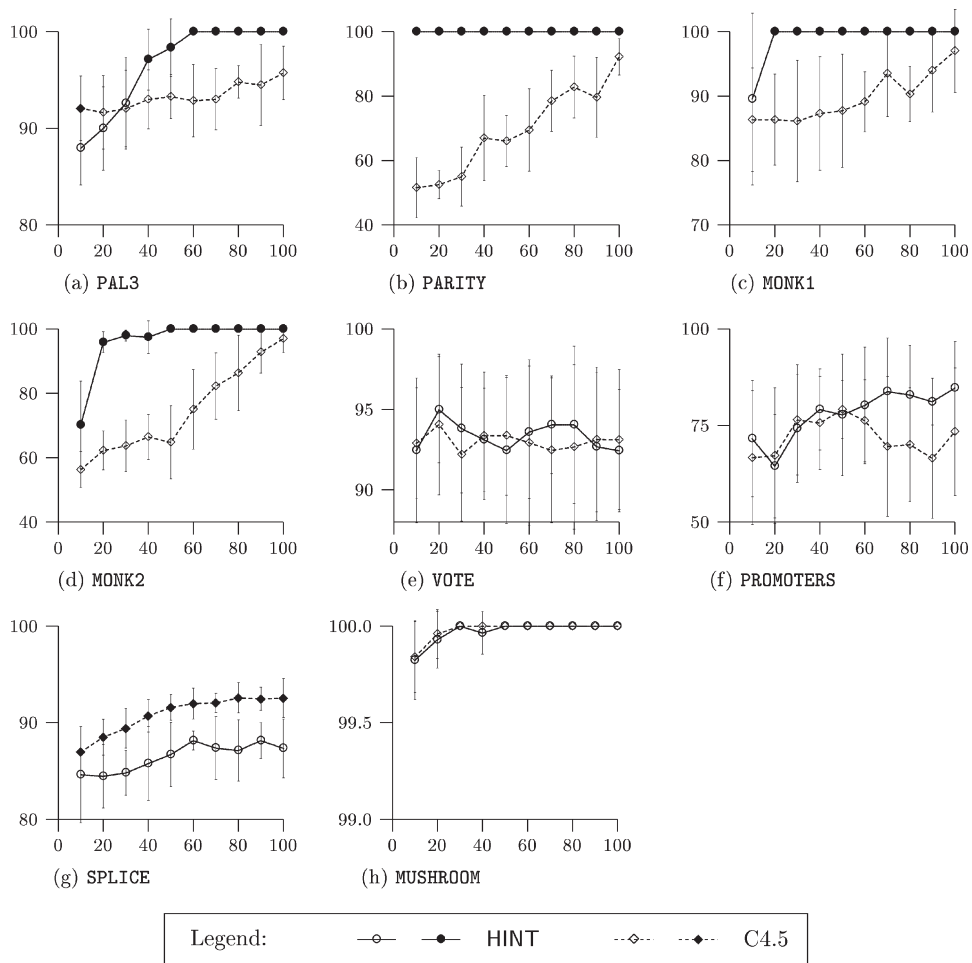 100
90
80
0 20 40 60 80 100
(a) PAL3
100
80
60
40
0 20 40 60 80 100
(b) PARITY
100
90
80
70
0 20 40 60 80 100
(c) MONK1
100
80
60
40
0 20 40 60 80 100
(d) MONK2
100
95
90
0 20 40 60 80 100
(e) VOTE
100
75
50
0 20 40 60 80 100
(f) PROMOTERS
100
90
80
0 20 40 60 80 100
(g) SPLICE
100.0
99.5
99.0
0 20 40 60 80 100
(h) MUSHROOM
Legend: HINT C4.5